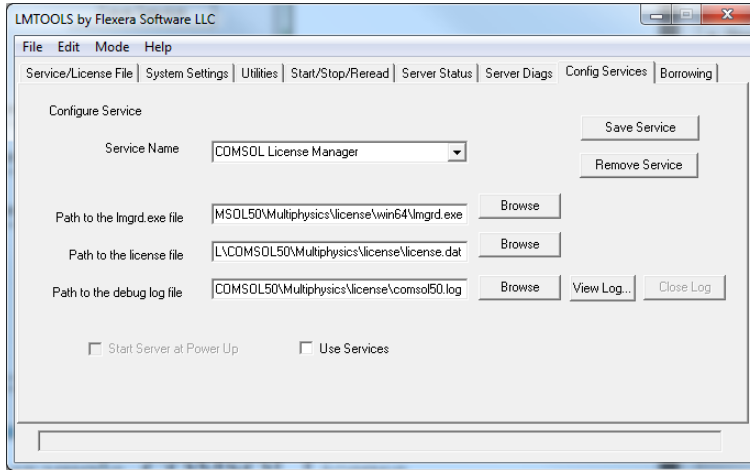 LMTOOLS by Flexera Software LLC
File Edit Mode Help
Service/License File System Settings Utilities Start/Stop/Reread Server Status Server Diags Config Services Borrowing
Configure Service
Save Service
Service Name COMSOL License Manager
Remove Service
Path to the lmgrd.exe file MSOL50\Multiphysics\license\win64\lmgrd.exe Browse
Path to the license file L\COMSOL50\Multiphysics\license\license.dat Browse
Path to the debug log file COMSOL50\Multiphysics\license\comsol50.log Browse View Log... Close Log
Start Server at Power Up Use Services